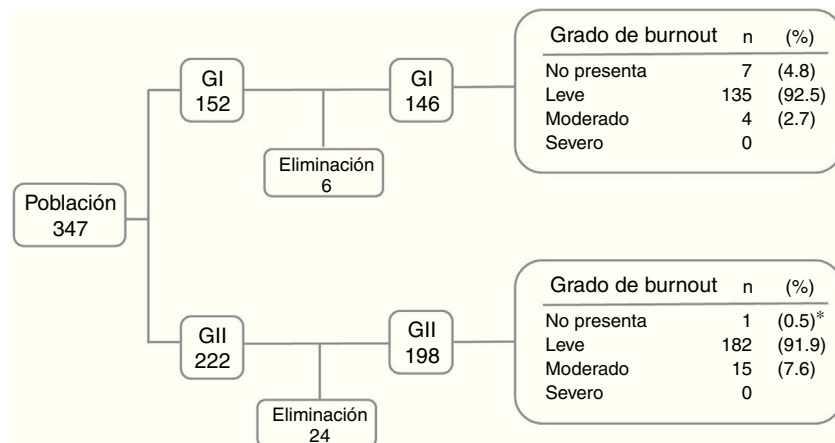 Población
347
GI
152
Eliminación
6
GI
146
Grado de burnout n (%)
No presenta 7 (4.8)
Leve 135 (92.5)
Moderado 4 (2.7)
Severo 0
GII
222
Eliminación
24
GII
198
Grado de burnout n (%)
No presenta 1 (0.5)*
Leve 182 (91.9)
Moderado 15 (7.6)
Severo 0